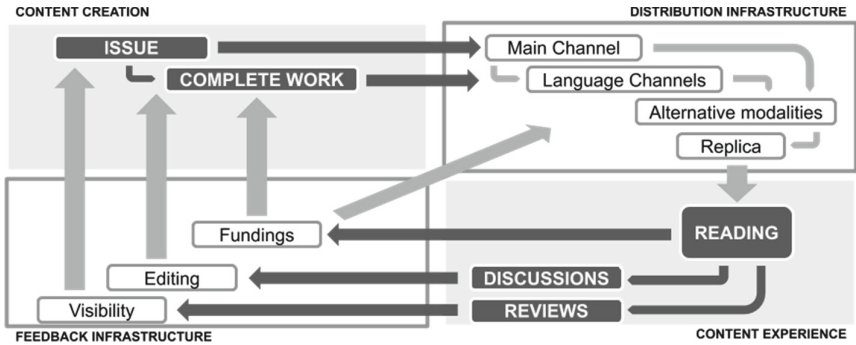 CONTENT CREATION
DISTRIBUTION INFRASTRUCTURE
ISSUE
Main Channel
COMPLETE WORK
Language Channels
Alternative modalities
Replica
Fundings
READING
Editing
DISCUSSIONS
Visibility
REVIEWS
FEEDBACK INFRASTRUCTURE
CONTENT EXPERIENCE